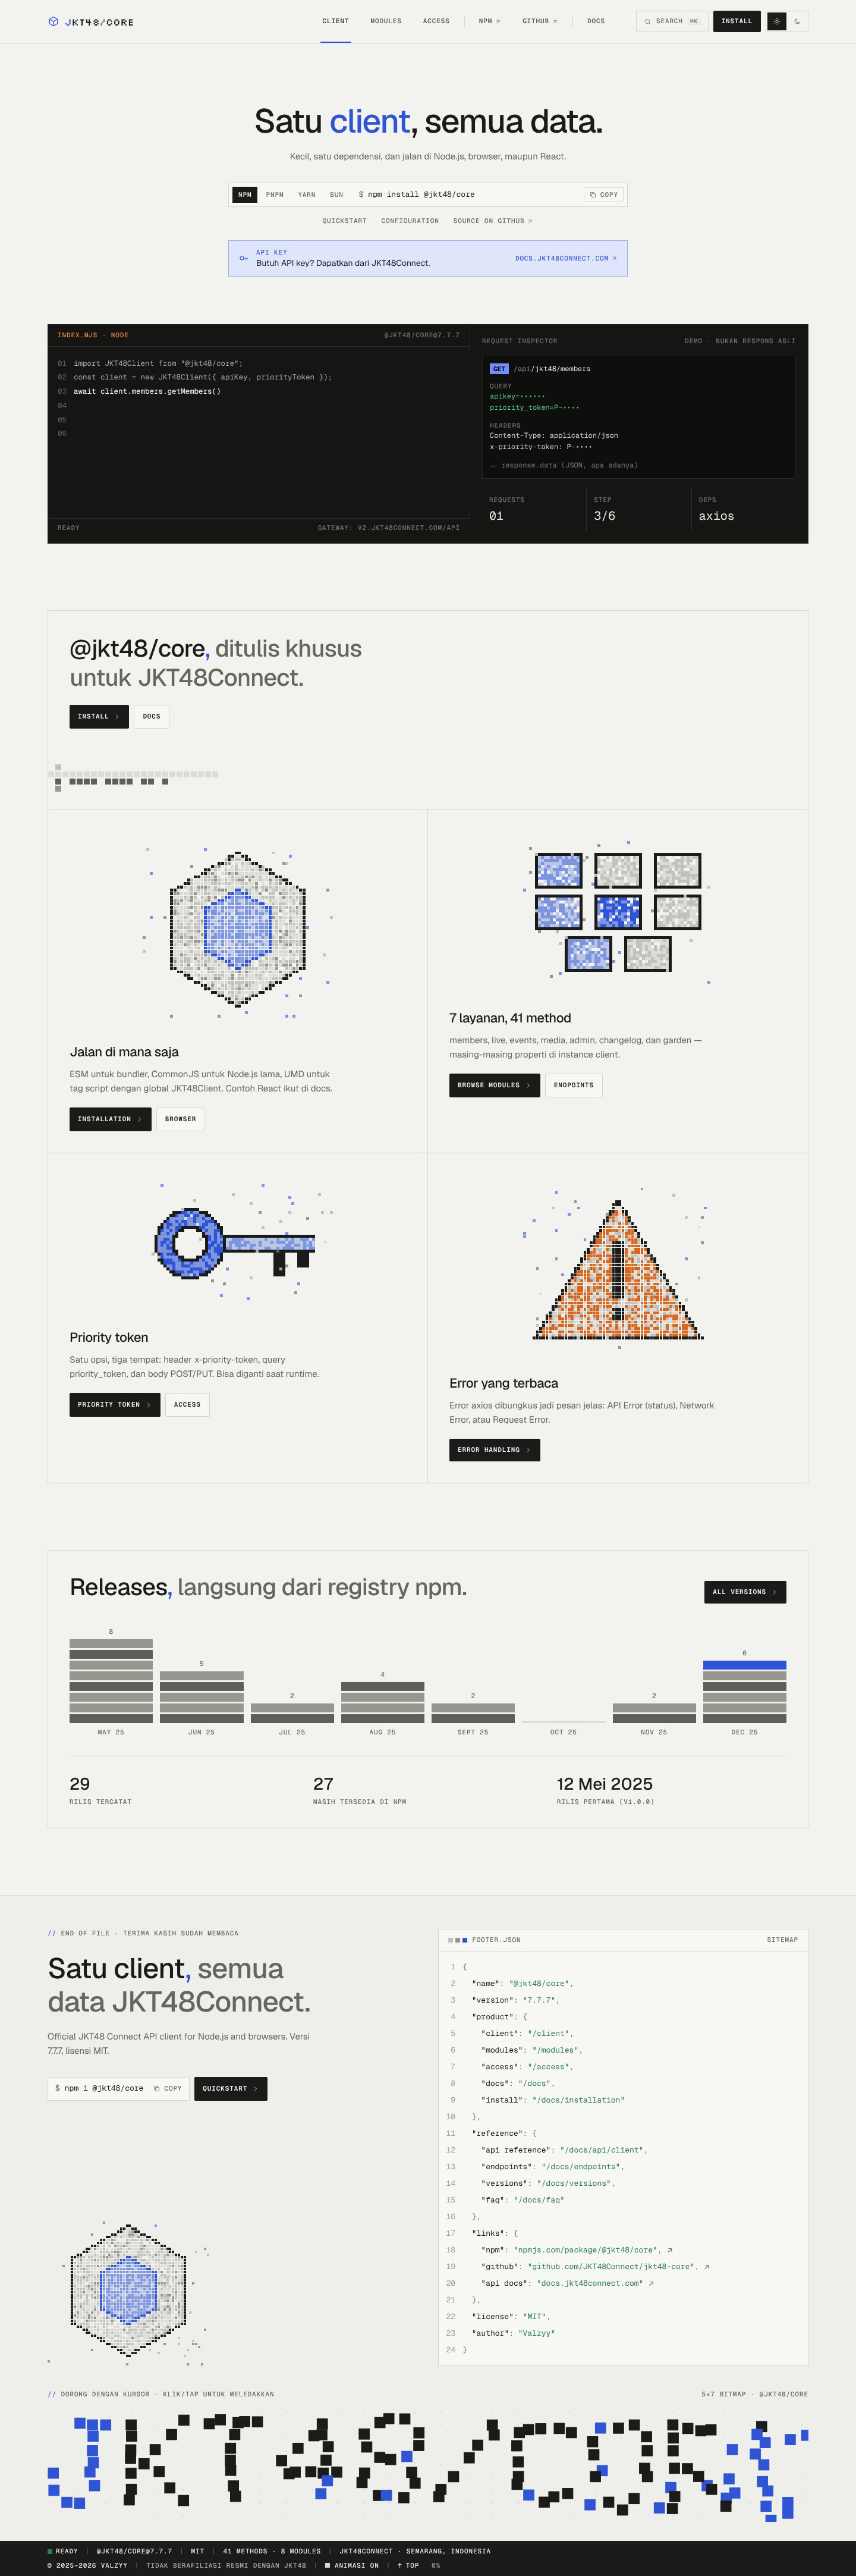 JKT48/CORE
CLIENT MODULES ACCESS NPM ↗ GITHUB ↗ DOCS
SEARCH ⌘K INSTALL
Satu client, semua data.
Kecil, satu dependensi, dan jalan di Node.js, browser, maupun React.
NPM PNPM YARN BUN $ npm install @jkt48/core COPY
QUICKSTART CONFIGURATION SOURCE ON GITHUB ↗
API KEY
Butuh API key? Dapatkan dari JKT48Connect.
DOCS.JKT48CONNECT.COM ↗
INDEX.MJS · NODE @JKT48/CORE@7.7.7
01 import JKT48Client from "@jkt48/core";
02 const client = new JKT48Client({ apiKey, priorityToken });
03 await client.members.getMembers()
04
05
06
READY GATEWAY: V2.JKT48CONNECT.COM/API
REQUEST INSPECTOR DEMO · BUKAN RESPONS ASLI
GET /api/jkt48/members
QUERY
apikey=••••••
priority_token=P-••••
HEADERS
Content-Type: application/json
x-priority-token: P-••••
← response.data (JSON, apa adanya)
REQUESTS STEP DEPS
01 3/6 axios
@jkt48/core, ditulis khusus
untuk JKT48Connect.
INSTALL › DOCS
Jalan di mana saja
ESM untuk bundler, CommonJS untuk Node.js lama, UMD untuk
tag script dengan global JKT48Client. Contoh React ikut di docs.
INSTALLATION › BROWSER
7 layanan, 41 method
members, live, events, media, admin, changelog, dan garden —
masing-masing properti di instance client.
BROWSE MODULES › ENDPOINTS
Priority token
Satu opsi, tiga tempat: header x-priority-token, query
priority_token, dan body POST/PUT. Bisa diganti saat runtime.
PRIORITY TOKEN › ACCESS
Error yang terbaca
Error axios dibungkus jadi pesan jelas: API Error (status), Network
Error, atau Request Error.
ERROR HANDLING ›
Releases, langsung dari registry npm.
ALL VERSIONS ›
8 5 2 4 2 2 6
MAY 25 JUN 25 JUL 25 AUG 25 SEPT 25 OCT 25 NOV 25 DEC 25
29 27 12 Mei 2025
RILIS TERCATAT MASIH TERSEDIA DI NPM RILIS PERTAMA (V1.0.0)
// END OF FILE · TERIMA KASIH SUDAH MEMBACA
Satu client, semua
data JKT48Connect.
Official JKT48 Connect API client for Node.js and browsers. Versi
7.7.7, lisensi MIT.
$ npm i @jkt48/core COPY QUICKSTART ›
FOOTER.JSON SITEMAP
1 {
2 "name": "@jkt48/core",
3 "version": "7.7.7",
4 "product": {
5 "client": "/client",
6 "modules": "/modules",
7 "access": "/access",
8 "docs": "/docs",
9 "install": "/docs/installation"
10 },
11 "reference": {
12 "api reference": "/docs/api/client",
13 "endpoints": "/docs/endpoints",
14 "versions": "/docs/versions",
15 "faq": "/docs/faq"
16 },
17 "links": {
18 "npm": "npmjs.com/package/@jkt48/core", ↗
19 "github": "github.com/JKT48Connect/jkt48-core", ↗
20 "api docs": "docs.jkt48connect.com" ↗
21 },
22 "license": "MIT",
23 "author": "Valzyy"
24 }
// DORONG DENGAN KURSOR · KLIK/TAP UNTUK MELEDAKKAN 5×7 BITMAP · @JKT48/CORE
JKT48/CORE
READY | @JKT48/CORE@7.7.7 | MIT | 41 METHODS · 8 MODULES | JKT48CONNECT · SEMARANG, INDONESIA
© 2025–2026 VALZYY | TIDAK BERAFILIASI RESMI DENGAN JKT48 | ANIMASI ON | ↑ TOP 0%